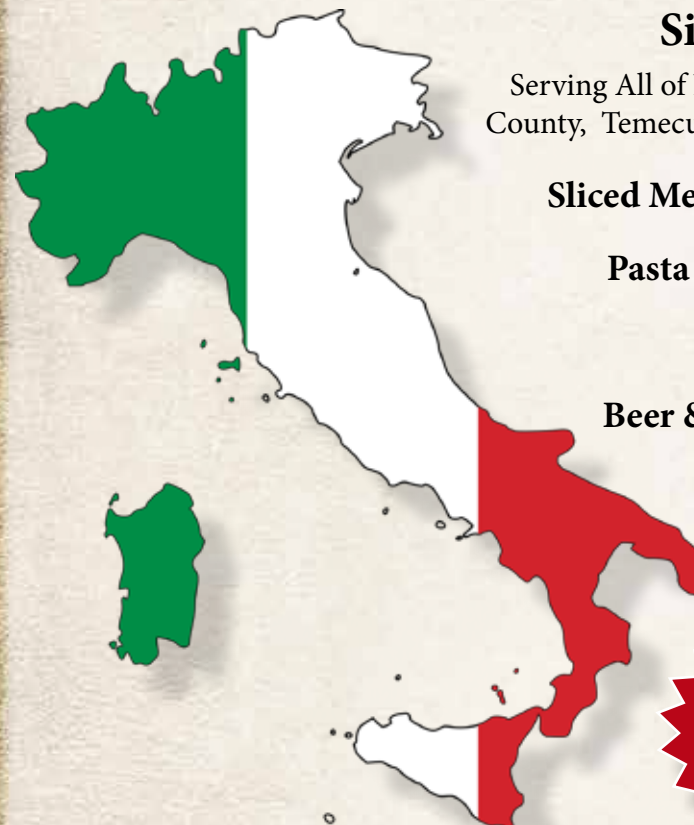 Si
Serving All of
County, Temecu
Sliced Me
Pasta
Beer &